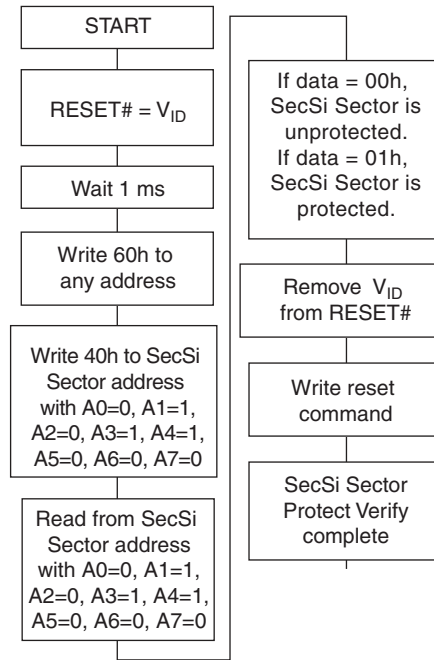 START
RESET# = VID
Wait 1 ms
Write 60h to
any address
Write 40h to SecSi
Sector address
with A0=0, A1=1,
A2=0, A3=1, A4=1,
A5=0, A6=0, A7=0
Read from SecSi
Sector address
with A0=0, A1=1,
A2=0, A3=1, A4=1,
A5=0, A6=0, A7=0
If data = 00h,
SecSi Sector is
unprotected.
If data = 01h,
SecSi Sector is
protected.
Remove VID
from RESET#
Write reset
command
SecSi Sector
Protect Verify
complete